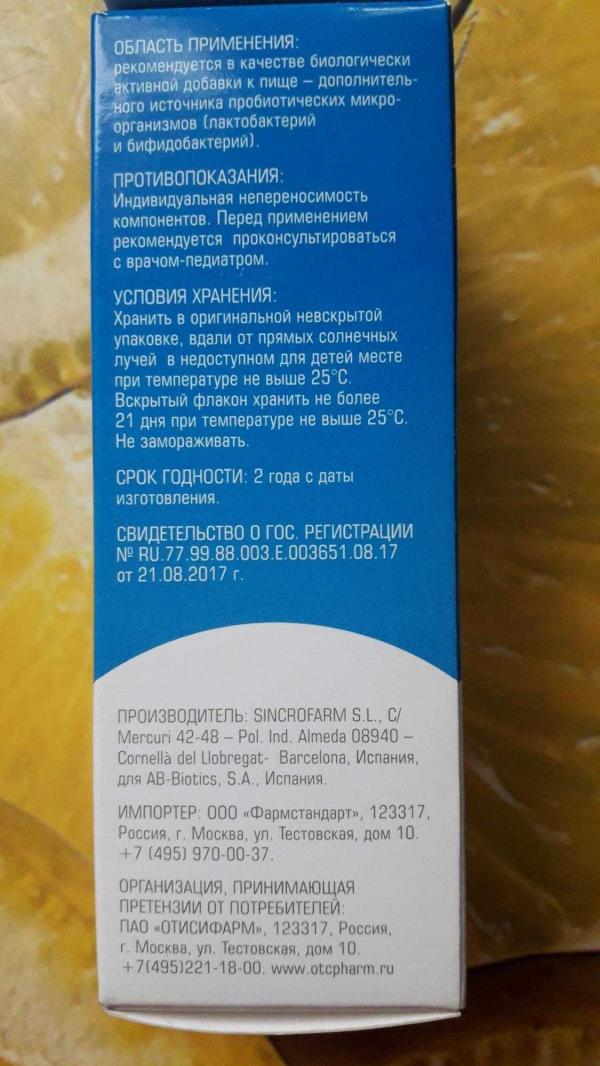 ОБЛАСТЬ ПРИМЕНЕНИЯ:
рекомендуется в качестве биологически
активной добавки к пище – дополнитель-
ного источника пробиотических микро-
организмов (лактобактерий
и бифидобактерий).
ПРОТИВОПОКАЗАНИЯ:
Индивидуальная непереносимость
компонентов. Перед применением
рекомендуется проконсультироваться
с врачом-педиатром.
УСЛОВИЯ ХРАНЕНИЯ:
Хранить в оригинальной невскрытой
упаковке, вдали от прямых солнечных
лучей в недоступном для детей месте
при температуре не выше 25°С.
Вскрытый флакон хранить не более
21 дня при температуре не выше 25°С.
Не замораживать.
СРОК ГОДНОСТИ: 2 года с даты
изготовления.
СВИДЕТЕЛЬСТВО О ГОС. РЕГИСТРАЦИИ
№ RU.77.99.88.003.Е.003651.08.17
от 21.08.2017 г.
ПРОИЗВОДИТЕЛЬ: SINCROFARM S.L., C/
Mercuri 42-48 – Pol. Ind. Almeda 08940 –
Cornellà del Llobregat- Barcelona, Испания,
для AB-Biotics, S.A., Испания.
ИМПОРТЕР: ООО «Фармстандарт», 123317,
Россия, г. Москва, ул. Тестовская, дом 10.
+7 (495) 970-00-37.
ОРГАНИЗАЦИЯ, ПРИНИМАЮЩАЯ
ПРЕТЕНЗИИ ОТ ПОТРЕБИТЕЛЕЙ:
ПАО «ОТИСИФАРМ», 123317, Россия,
г. Москва, ул. Тестовская, дом 10.
+7(495)221-18-00. www.otcpharm.ru